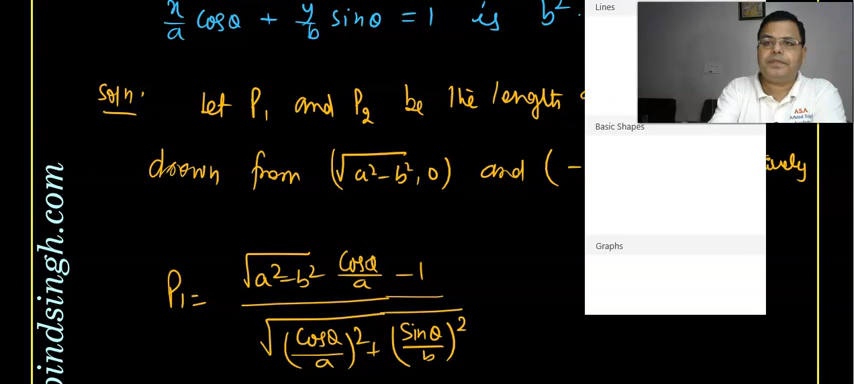 x/a cosθ + y/b sinθ = 1 is b².
Lines
Soln. Let P₁ and P₂ be the length
A.S.A
Basic Shapes
drawn from (√(a²-b²), 0) and (-
Graphs
P₁ = (√(a²-b²) cosθ/a - 1) / √((cosθ/a)² + (sinθ/b)²)
indsingh.com